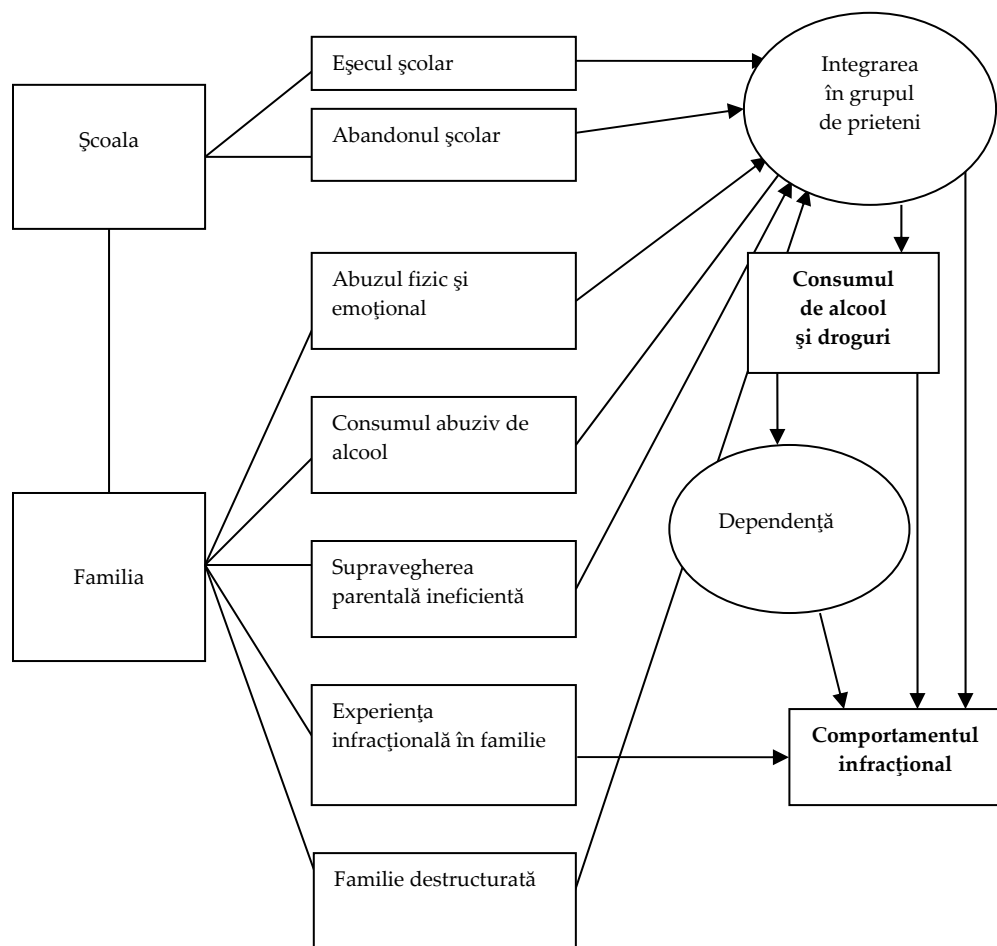 Şcoala
Eşecul şcolar
Abandonul şcolar
Integrarea
în grupul
de prieteni
Abuzul fizic şi
emoţional
Consumul
de alcool
şi droguri
Consumul abuziv de
alcool
Familia
Supravegherea
parentală ineficientă
Dependenţă
Experienţa
infracţională în familie
Comportamentul
infracţional
Familie destructurată